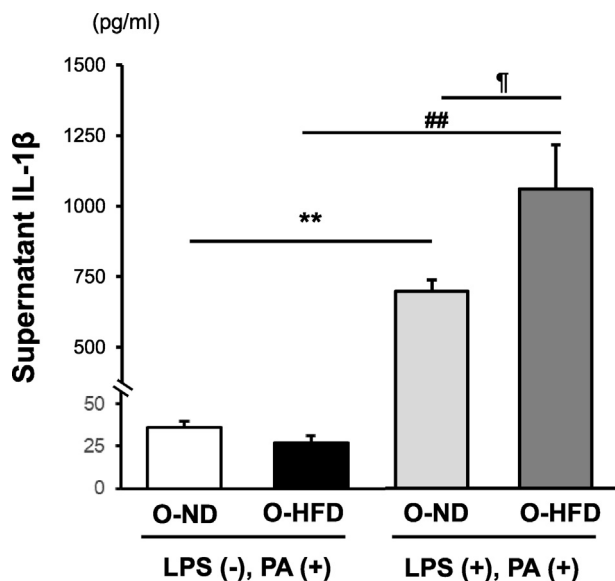 (pg/ml)
Supernatant IL-1β
1500
1250
1000
750
500
50
25
0
¶
##
**
O-ND O-HFD O-ND O-HFD
LPS (-), PA (+) LPS (+), PA (+)